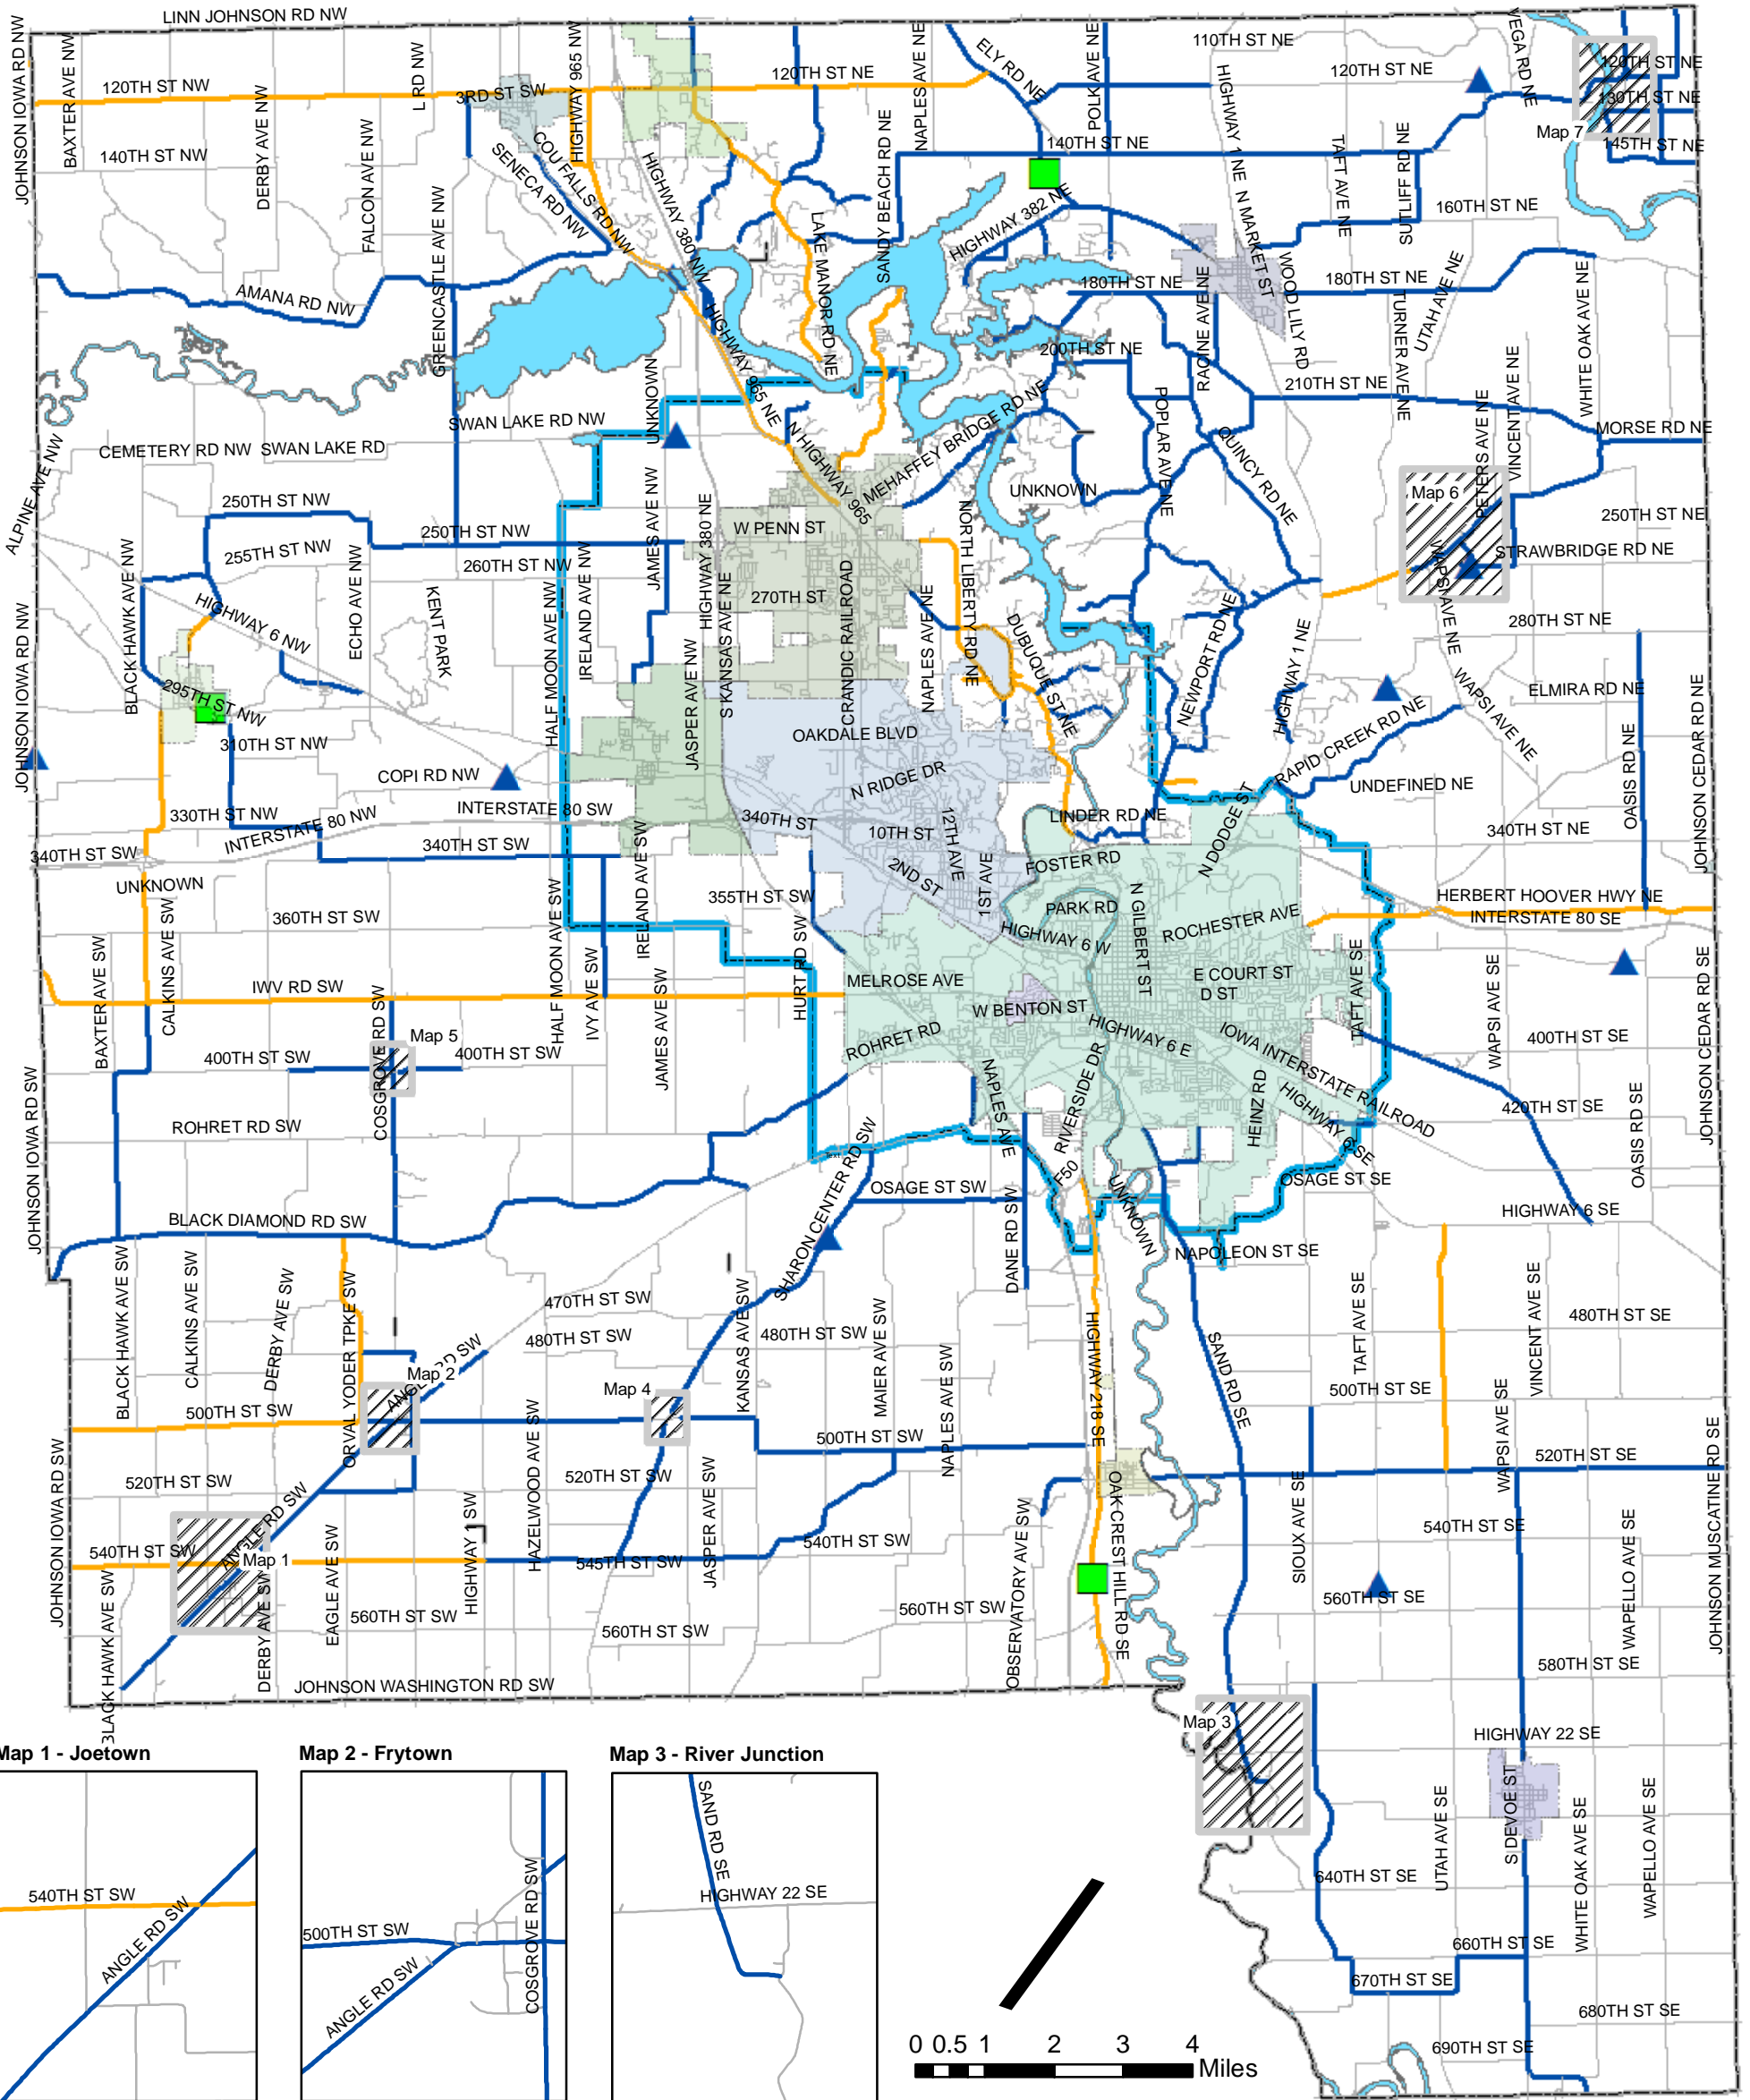 LINN JOHNSON RD NW
JOHNSON IOWA RD NW
BAXTER AVE NW
120TH ST NW
DERBY AVE NW
L RD NW
3RD ST SW
HIGHWAY 965 NW
120TH ST NE
NAPLES AVE NE
ELY RD NE
POLK AVE NE
110TH ST NE
120TH ST NE
VEGA RD NE
120TH ST NE
130TH ST NE
Map 7
145TH ST NE
140TH ST NW
FALCON AVE NW
SENECA RD NW
COU FALLS RD NW
HIGHWAY 380 NW
SANDY BEACH RD NE
140TH ST NE
HIGHWAY 1 NE
N MARKET ST
TAFT AVE NE
SUTLIFF RD NE
160TH ST NE
HIGHWAY 382 NE
LAKE MANOR RD NE
AMANA RD NW
GREENCASTLE AVE NW
180TH ST NE
RACINE AVE NE
WOOD LILY RD
180TH ST NE
TURNER AVE NE
UTAH AVE NE
WHITE OAK AVE NE
HIGHWAY 965 NE
200TH ST NE
210TH ST NE
VINCENT AVE NE
MORSE RD NE
ALPINE AVE NW
CEMETERY RD NW
SWAN LAKE RD
SWAN LAKE RD NW
UNKNOWN
N HIGHWAY 965
MEHAFFEY BRIDGE RD NE
POPLAR AVE NE
QUINCY RD NE
UNKNOWN
Map 6
PETERS AVE NE
250TH ST NE
STRAWBRIDGE RD NE
WAPSI AVE NE
250TH ST NW
250TH ST NW
255TH ST NW
260TH ST NW
JAMES AVE NW
HIGHWAY 380 NE
W PENN ST
270TH ST
NORTH LIBERTY RD NE
280TH ST NE
JOHNSON IOWA RD NW
BLACK HAWK AVE NW
HIGHWAY 6 NW
ECHO AVE NW
KENT PARK
HALF MOON AVE NW
IRELAND AVE NW
S KANSAS AVE NE
CRANDIC RAILROAD
NAPLES AVE NE
DUBUQUE ST NE
NEWPORT RD NE
HIGHWAY 1 NE
WAPSI AVE NE
ELMIRA RD NE
295TH ST NW
310TH ST NW
JASPER AVE NW
OAKDALE BLVD
N RIDGE DR
RAPID CREEK RD NE
UNDEFINED NE
OASIS RD NE
JOHNSON CEDAR RD NE
COPI RD NW
330TH ST NW
INTERSTATE 80 NW
INTERSTATE 80 SW
340TH ST
10TH ST
12TH AVE
LINDER RD NE
N DODGE ST
340TH ST NE
340TH ST SW
340TH ST SW
UNKNOWN
2ND ST
1ST AVE
FOSTER RD
355TH ST SW
360TH ST SW
IRELAND AVE SW
HERBERT HOOVER HWY NE
INTERSTATE 80 SE
PARK RD
N GILBERT ST
ROCHESTER AVE
HIGHWAY 6 W
BAXTER AVE SW
CALKINS AVE SW
IWV RD SW
HALF MOON AVE SW
IVY AVE SW
JAMES AVE SW
HURT RD SW
MELROSE AVE
W BENTON ST
E COURT ST
D ST
TAFT AVE SE
WAPSI AVE SE
JOHNSON CEDAR RD SE
400TH ST SW
COSGROVE RD SW
Map 5
400TH ST SW
ROHRET RD
HIGHWAY 6 E
IOWA INTERSTATE RAILROAD
400TH ST SE
JOHNSON IOWA RD SW
ROHRET RD SW
NAPLES AVE
RIVERSIDE DR
HEINZ RD
HIGHWAY 6 SE
420TH ST SE
OASIS RD SE
Text
SHARON CENTER RD SW
OSAGE ST SW
F50
UNKNOWN
OSAGE ST SE
HIGHWAY 6 SE
BLACK DIAMOND RD SW
DANE RD SW
NAPOLEON ST SE
BLACK HAWK AVE SW
CALKINS AVE SW
DERBY AVE SW
ORVAL YODER TPKE SW
470TH ST SW
480TH ST SW
KANSAS AVE SW
480TH ST SW
MAIER AVE SW
NAPLES AVE SW
HIGHWAY 218 SE
SAND RD SE
TAFT AVE SE
VINCENT AVE SE
480TH ST SE
Map 2
Map 4
500TH ST SE
500TH ST SW
500TH ST SW
JOHNSON IOWA RD SW
520TH ST SW
HAZELWOOD AVE SW
520TH ST SW
JASPER AVE SW
WAPSI AVE SE
520TH ST SE
JOHNSON MUSCATINE RD SE
ANGLE RD SW
540TH ST SW
Map 1
EAGLE AVE SW
HIGHWAY 1 SW
545TH ST SW
540TH ST SW
OBSERVATORY AVE SW
OAK CREST HILL RD SE
SIOUX AVE SE
540TH ST SE
WAPELLO AVE SE
BLACK HAWK AVE SW
DERBY AVE SW
560TH ST SW
560TH ST SW
560TH ST SW
560TH ST SE
580TH ST SE
JOHNSON WASHINGTON RD SW
Map 3
HIGHWAY 22 SE
S DEVOE ST
UTAH AVE SE
WHITE OAK AVE SE
WAPELLO AVE SE
640TH ST SE
660TH ST SE
670TH ST SE
680TH ST SE
690TH ST SE
Map 1 - Joetown
540TH ST SW
ANGLE RD SW
Map 2 - Frytown
500TH ST SW
ANGLE RD SW
COSGROVE RD SW
Map 3 - River Junction
SAND RD SE
HIGHWAY 22 SE
0 0.5 1 2 3 4
Miles